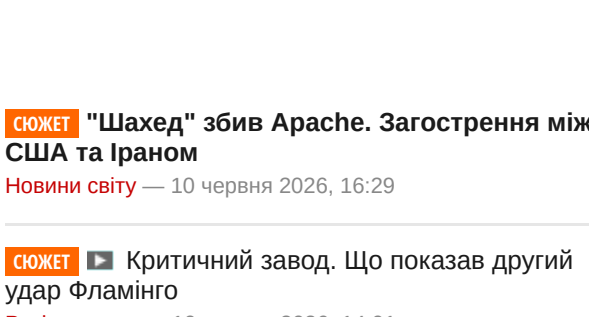 СЮЖЕТ "Шахед" збив Apache. Загострення між
США та Іраном
Новини світу — 10 червня 2026, 16:29
СЮЖЕТ Критичний завод. Що показав другий
удар Фламінго